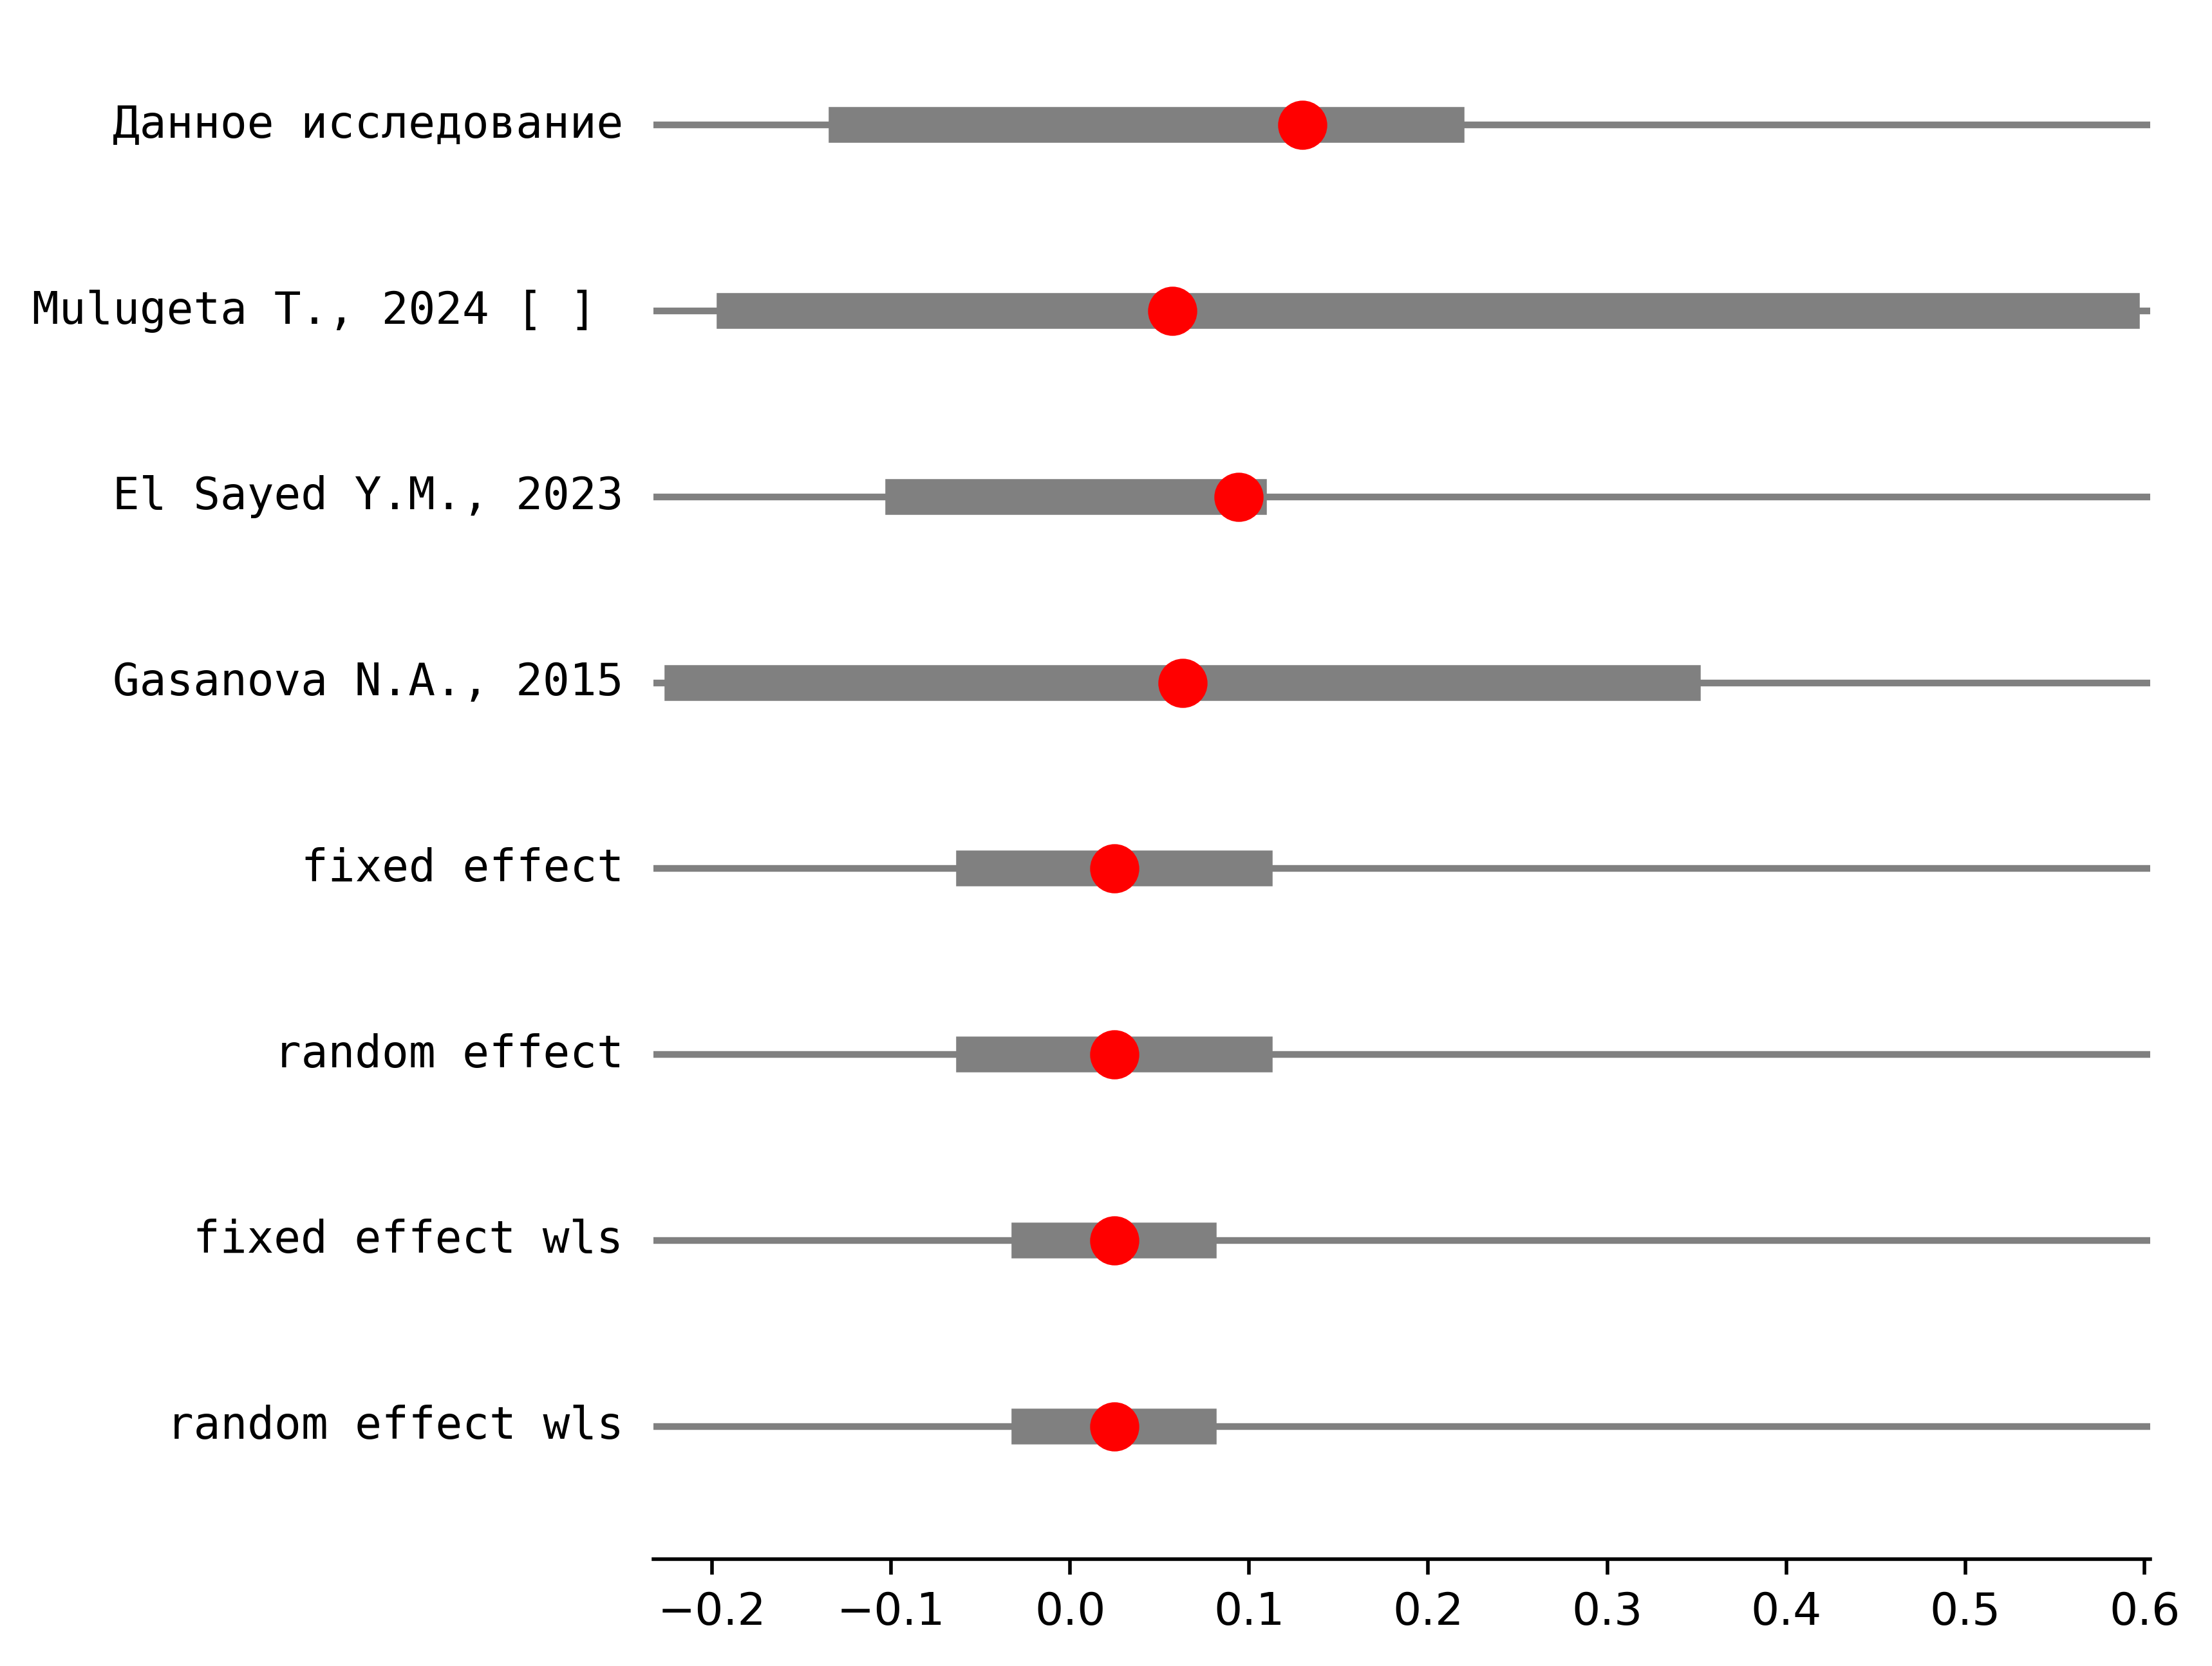 Данное исследование
Mulugeta T., 2024 [ ]
El Sayed Y.M., 2023
Gasanova N.A., 2015
fixed effect
random effect
fixed effect wls
random effect wls
−0.2 −0.1 0.0 0.1 0.2 0.3 0.4 0.5 0.6